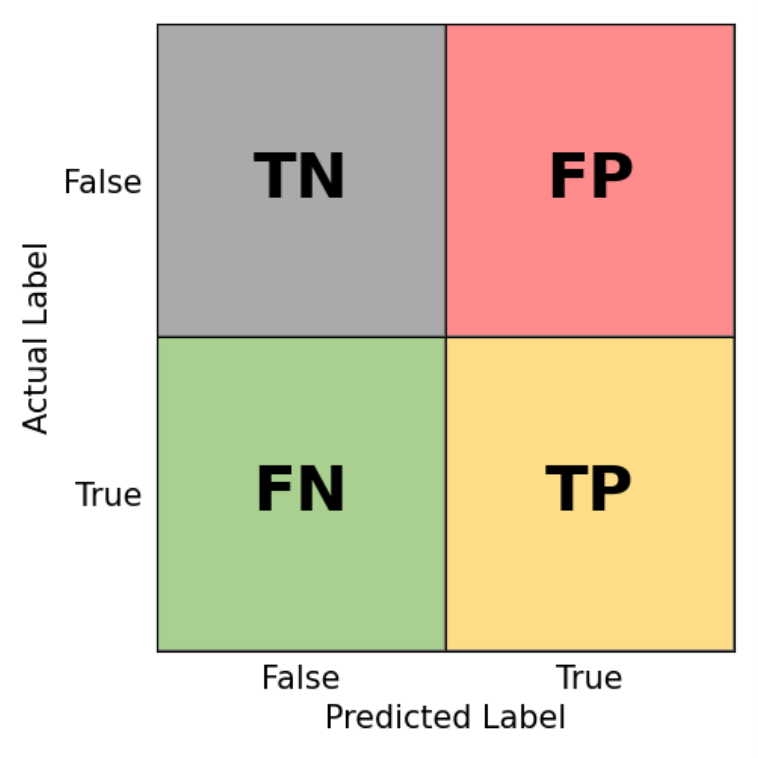 TN
FP
False
Actual Label
FN
TP
True
False
True
Predicted Label